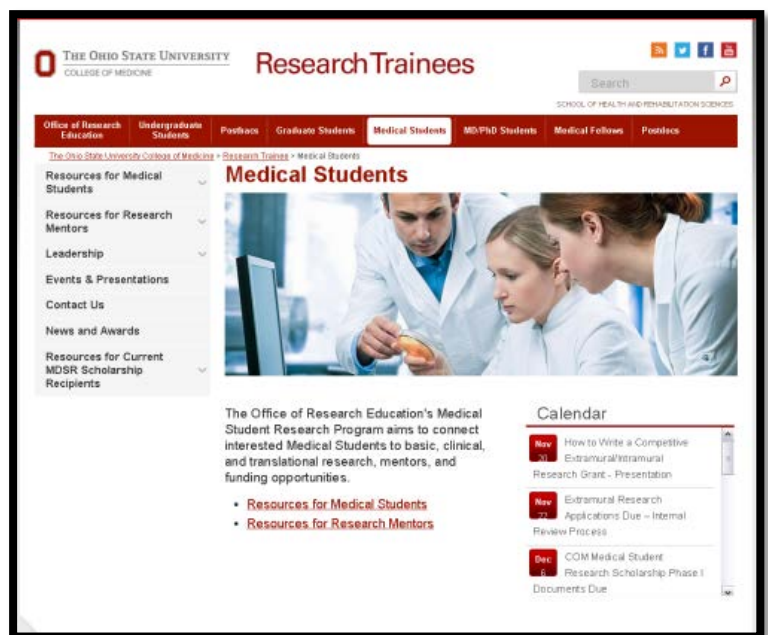 THE OHIO STATE UNIVERSITY
COLLEGE OF MEDICINE
ResearchTrainees
Search
SCHOOL OF HEALTH AND REHABILITATION SCIENCES
Office of Research Education
Undergraduate Students
Postbacs
Graduate Students
Medical Students
MD/PhD Students
Medical Fellows
Postdocs
The Ohio State University College of Medicine > Research Trainee > Medical Students
Resources for Medical
Students
Resources for Research
Mentors
Leadership
Events & Presentations
Contact Us
News and Awards
Resources for Current
MDSR Scholarship
Recipients
Medical Students
The Office of Research Education's Medical
Student Research Program aims to connect
interested Medical Students to basic, clinical,
and translational research, mentors, and
funding opportunities.
• Resources for Medical Students
• Resources for Research Mentors
Calendar
Nov 20 How to Write a Competitive
Extramural/Intramural
Research Grant - Presentation
Nov 22 Extramural Research
Applications Due – Internal
Review Process
Dec 6 COM Medical Student
Research Scholarship Phase I
Documents Due